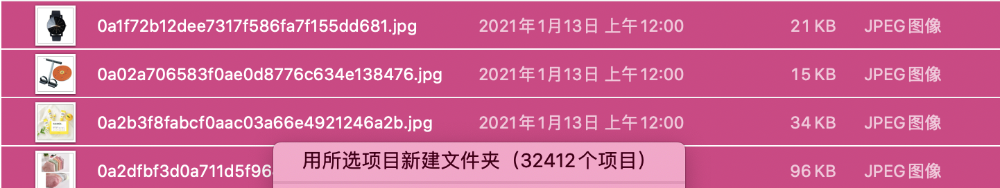 0a1f72b12dee7317f586fa7f155dd681.jpg 2021年1月13日 上午12:00 21 KB JPEG图像
0a02a706583f0ae0d8776c634e138476.jpg 2021年1月13日 上午12:00 15 KB JPEG图像
0a2b3f8fabcf0aac03a66e4921246a2b.jpg 2021年1月13日 上午12:00 34 KB JPEG图像
用所选项目新建文件夹（32412个项目）
0a2dfbf3d0a711d5f96 96 KB JPEG图像